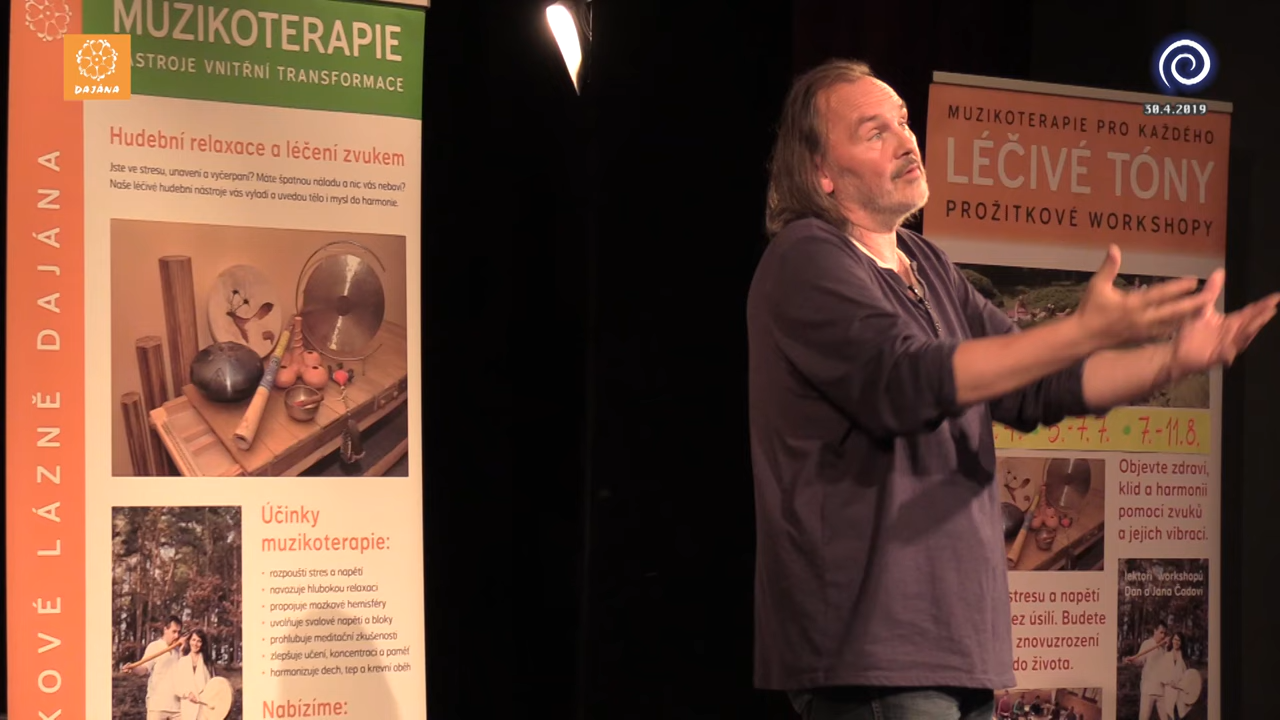 MUZIKOTERAPIE
NÁSTROJE VNITŘNÍ TRANSFORMACE
DAJÁNA
KOVÉ LÁZNĚ DAJÁNA
Hudební relaxace a léčení zvukem
Jste ve stresu, unaveni a vyčerpaní? Máte špatnou náladu a nic vás nebaví?
Naše léčivé hudební nástroje vás vyladí a uvedou tělo i mysl do harmonie.
Účinky
muzikoterapie:
• rozpouští stres a napětí
• navozuje hlubokou relaxaci
• propojuje mozkové hemisféry
• uvolňuje svalové napětí a bloky
• prohlubuje meditační zkušenosti
• zlepšuje učení, koncentraci a paměť
• harmonizuje dech, tep a krevní oběh
Nabízíme:
30.4.2019
MUZIKOTERAPIE PRO KAŽDÉHO
LÉČIVÉ TÓNY
PROŽITKOVÉ WORKSHOPY
5.-7.7. • 7.-11.8.
Objevte zdraví,
klid a harmonii
pomocí zvuků
a jejich vibrací.
lektoři workshopů
Dan a Jana Čadovi
stresu a napětí
ez úsilí. Budete
znovuzrození
do života.